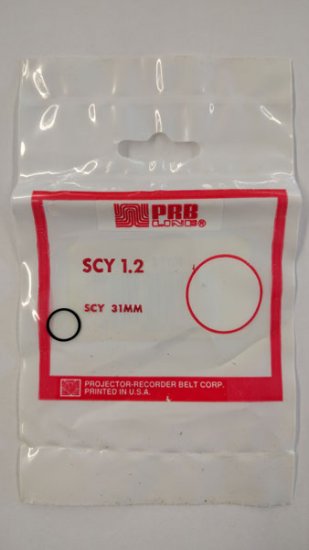 PRB
LINE®
SCY 1.2
SCY 31MM
PROJECTOR-RECORDER BELT CORP.
PRINTED IN U.S.A.